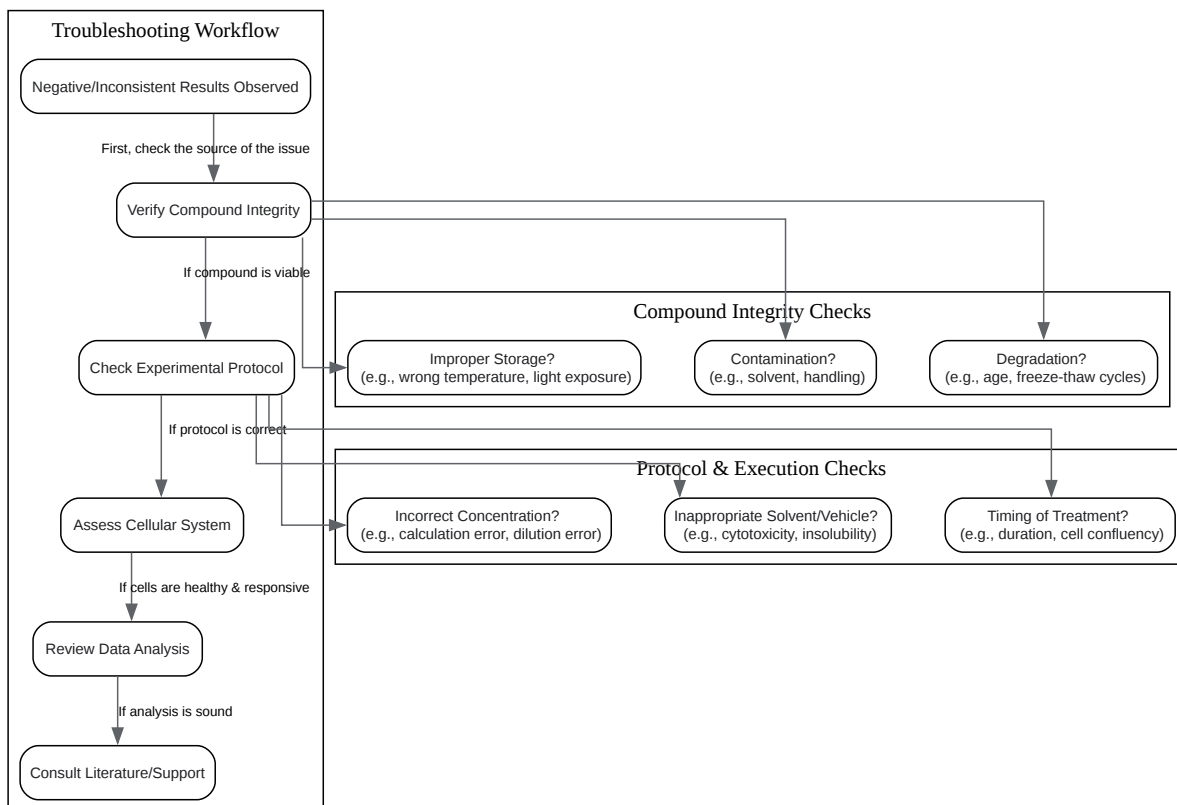 Troubleshooting Workflow
Negative/Inconsistent Results Observed
First, check the source of the issue
Verify Compound Integrity
If compound is viable
Compound Integrity Checks
Check Experimental Protocol
Improper Storage?
(e.g., wrong temperature, light exposure)
Contamination?
(e.g., solvent, handling)
Degradation?
(e.g., age, freeze-thaw cycles)
If protocol is correct
Protocol & Execution Checks
Assess Cellular System
Incorrect Concentration?
(e.g., calculation error, dilution error)
Inappropriate Solvent/Vehicle?
(e.g., cytotoxicity, insolubility)
Timing of Treatment?
(e.g., duration, cell confluency)
If cells are healthy & responsive
Review Data Analysis
If analysis is sound
Consult Literature/Support